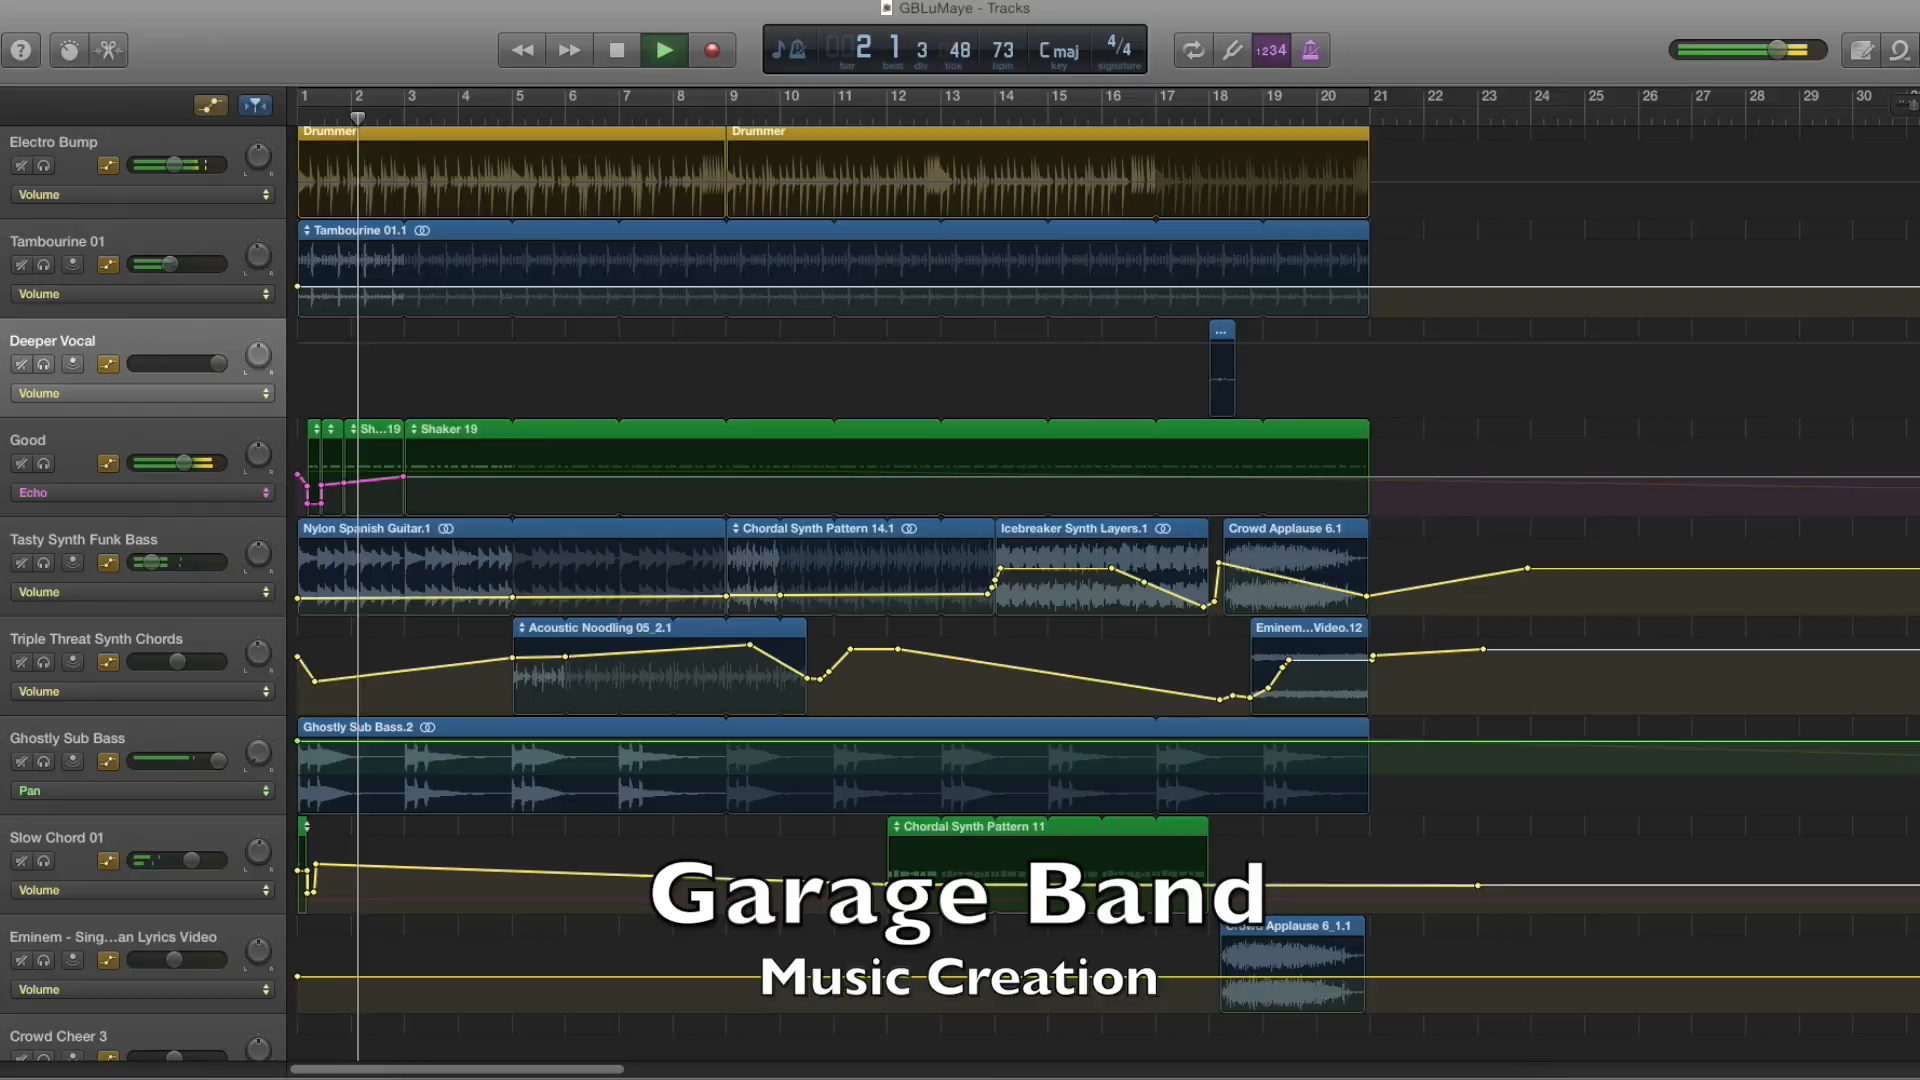 GBLuMaye - Tracks
2 1 3 48 73 C maj 4/4
bar beat div tick bpm key signature
1234
1 2 3 4 5 6 7 8 9 10 11 12 13 14 15 16 17 18 19 20 21 22 23 24 25 26 27 28 29 30
Drummer Drummer
Electro Bump
Volume
Tambourine 01.1
Tambourine 01
Volume
...
Deeper Vocal
Volume
Sh...19 Shaker 19
Good
Echo
Nylon Spanish Guitar.1 Chordal Synth Pattern 14.1 Icebreaker Synth Layers.1 Crowd Applause 6.1
Tasty Synth Funk Bass
Volume
Acoustic Noodling 05_2.1 Eminem...Video.12
Triple Threat Synth Chords
Volume
Ghostly Sub Bass.2
Ghostly Sub Bass
Pan
Chordal Synth Pattern 11
Slow Chord 01
Volume
Garage Band
Crowd Applause 6_1.1
Eminem - Sing...an Lyrics Video
Music Creation
Volume
Crowd Cheer 3